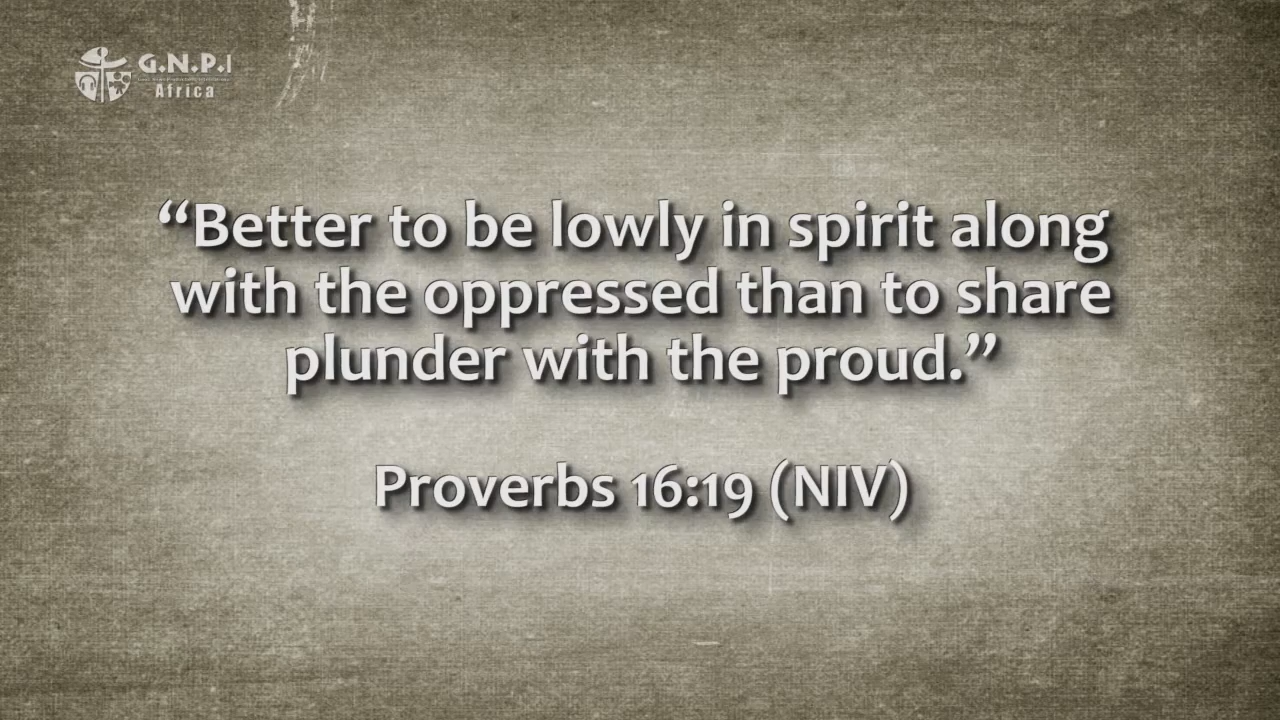 G.N.P.I
Africa
“Better to be lowly in spirit along
with the oppressed than to share
plunder with the proud.”
Proverbs 16:19 (NIV)